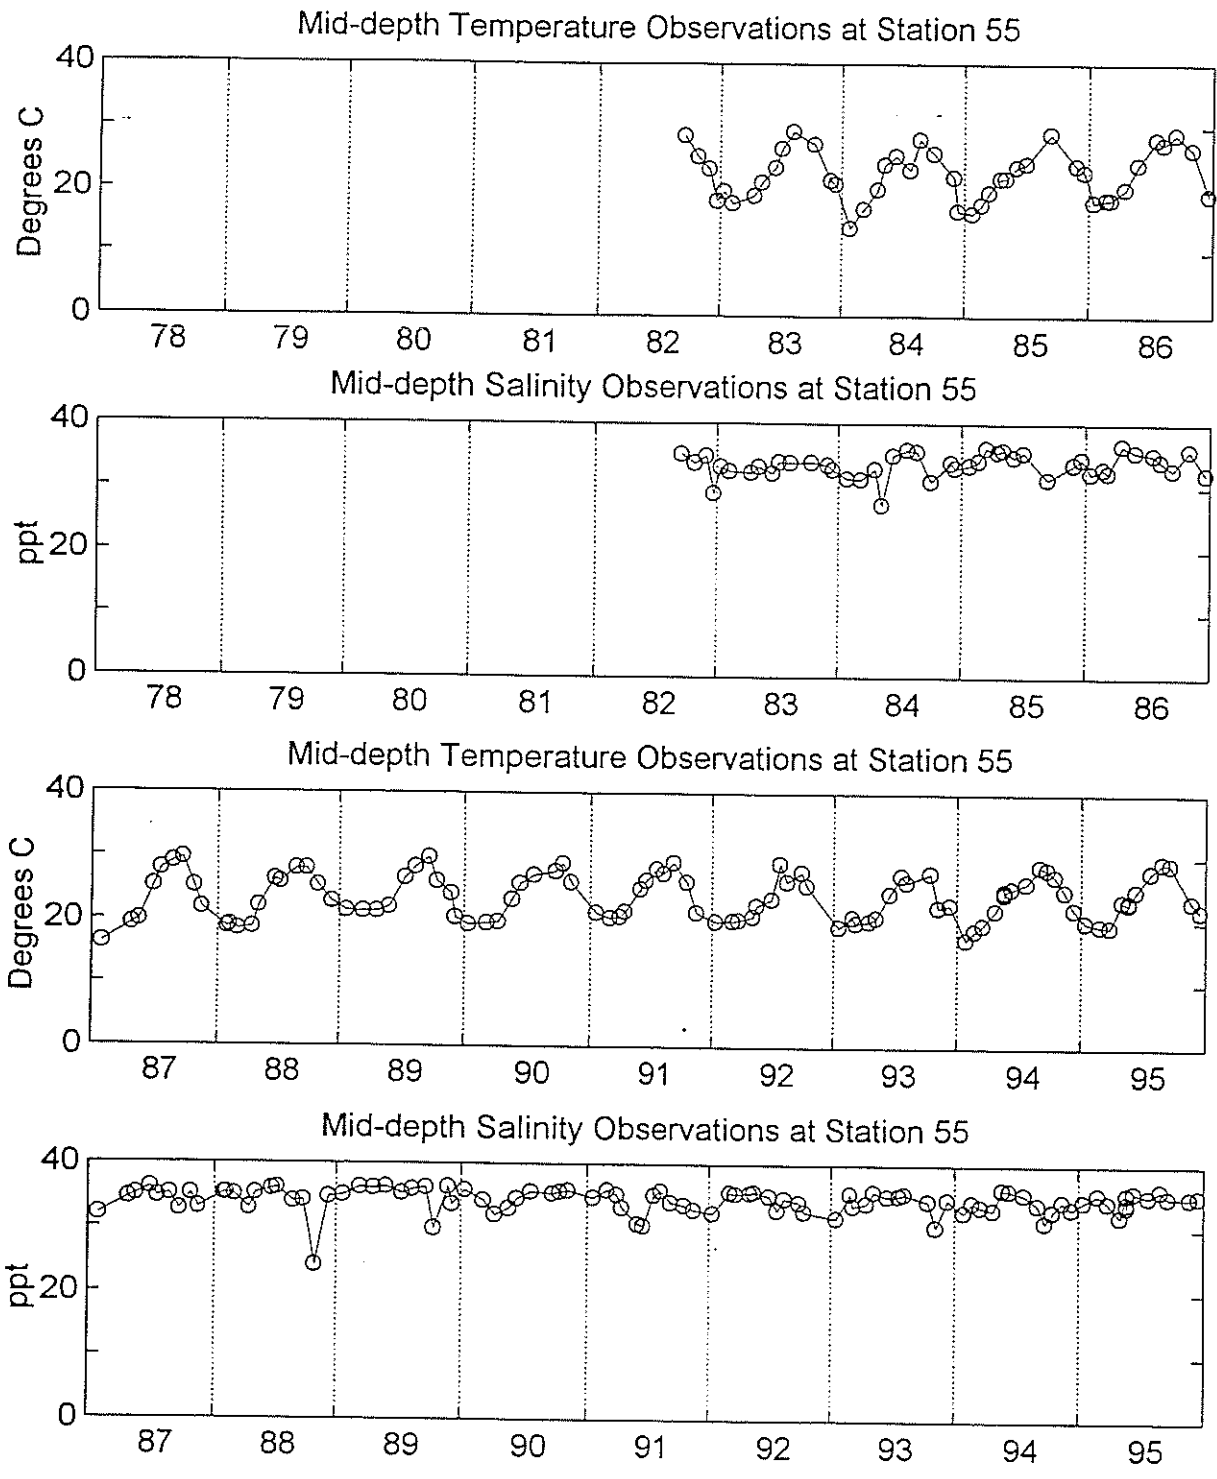 Mid-depth Temperature Observations at Station 55
40
20
0
Degrees C
78 79 80 81 82 83 84 85 86
Mid-depth Salinity Observations at Station 55
40
20
0
ppt
78 79 80 81 82 83 84 85 86
Mid-depth Temperature Observations at Station 55
40
20
0
Degrees C
87 88 89 90 91 92 93 94 95
Mid-depth Salinity Observations at Station 55
40
20
0
ppt
87 88 89 90 91 92 93 94 95